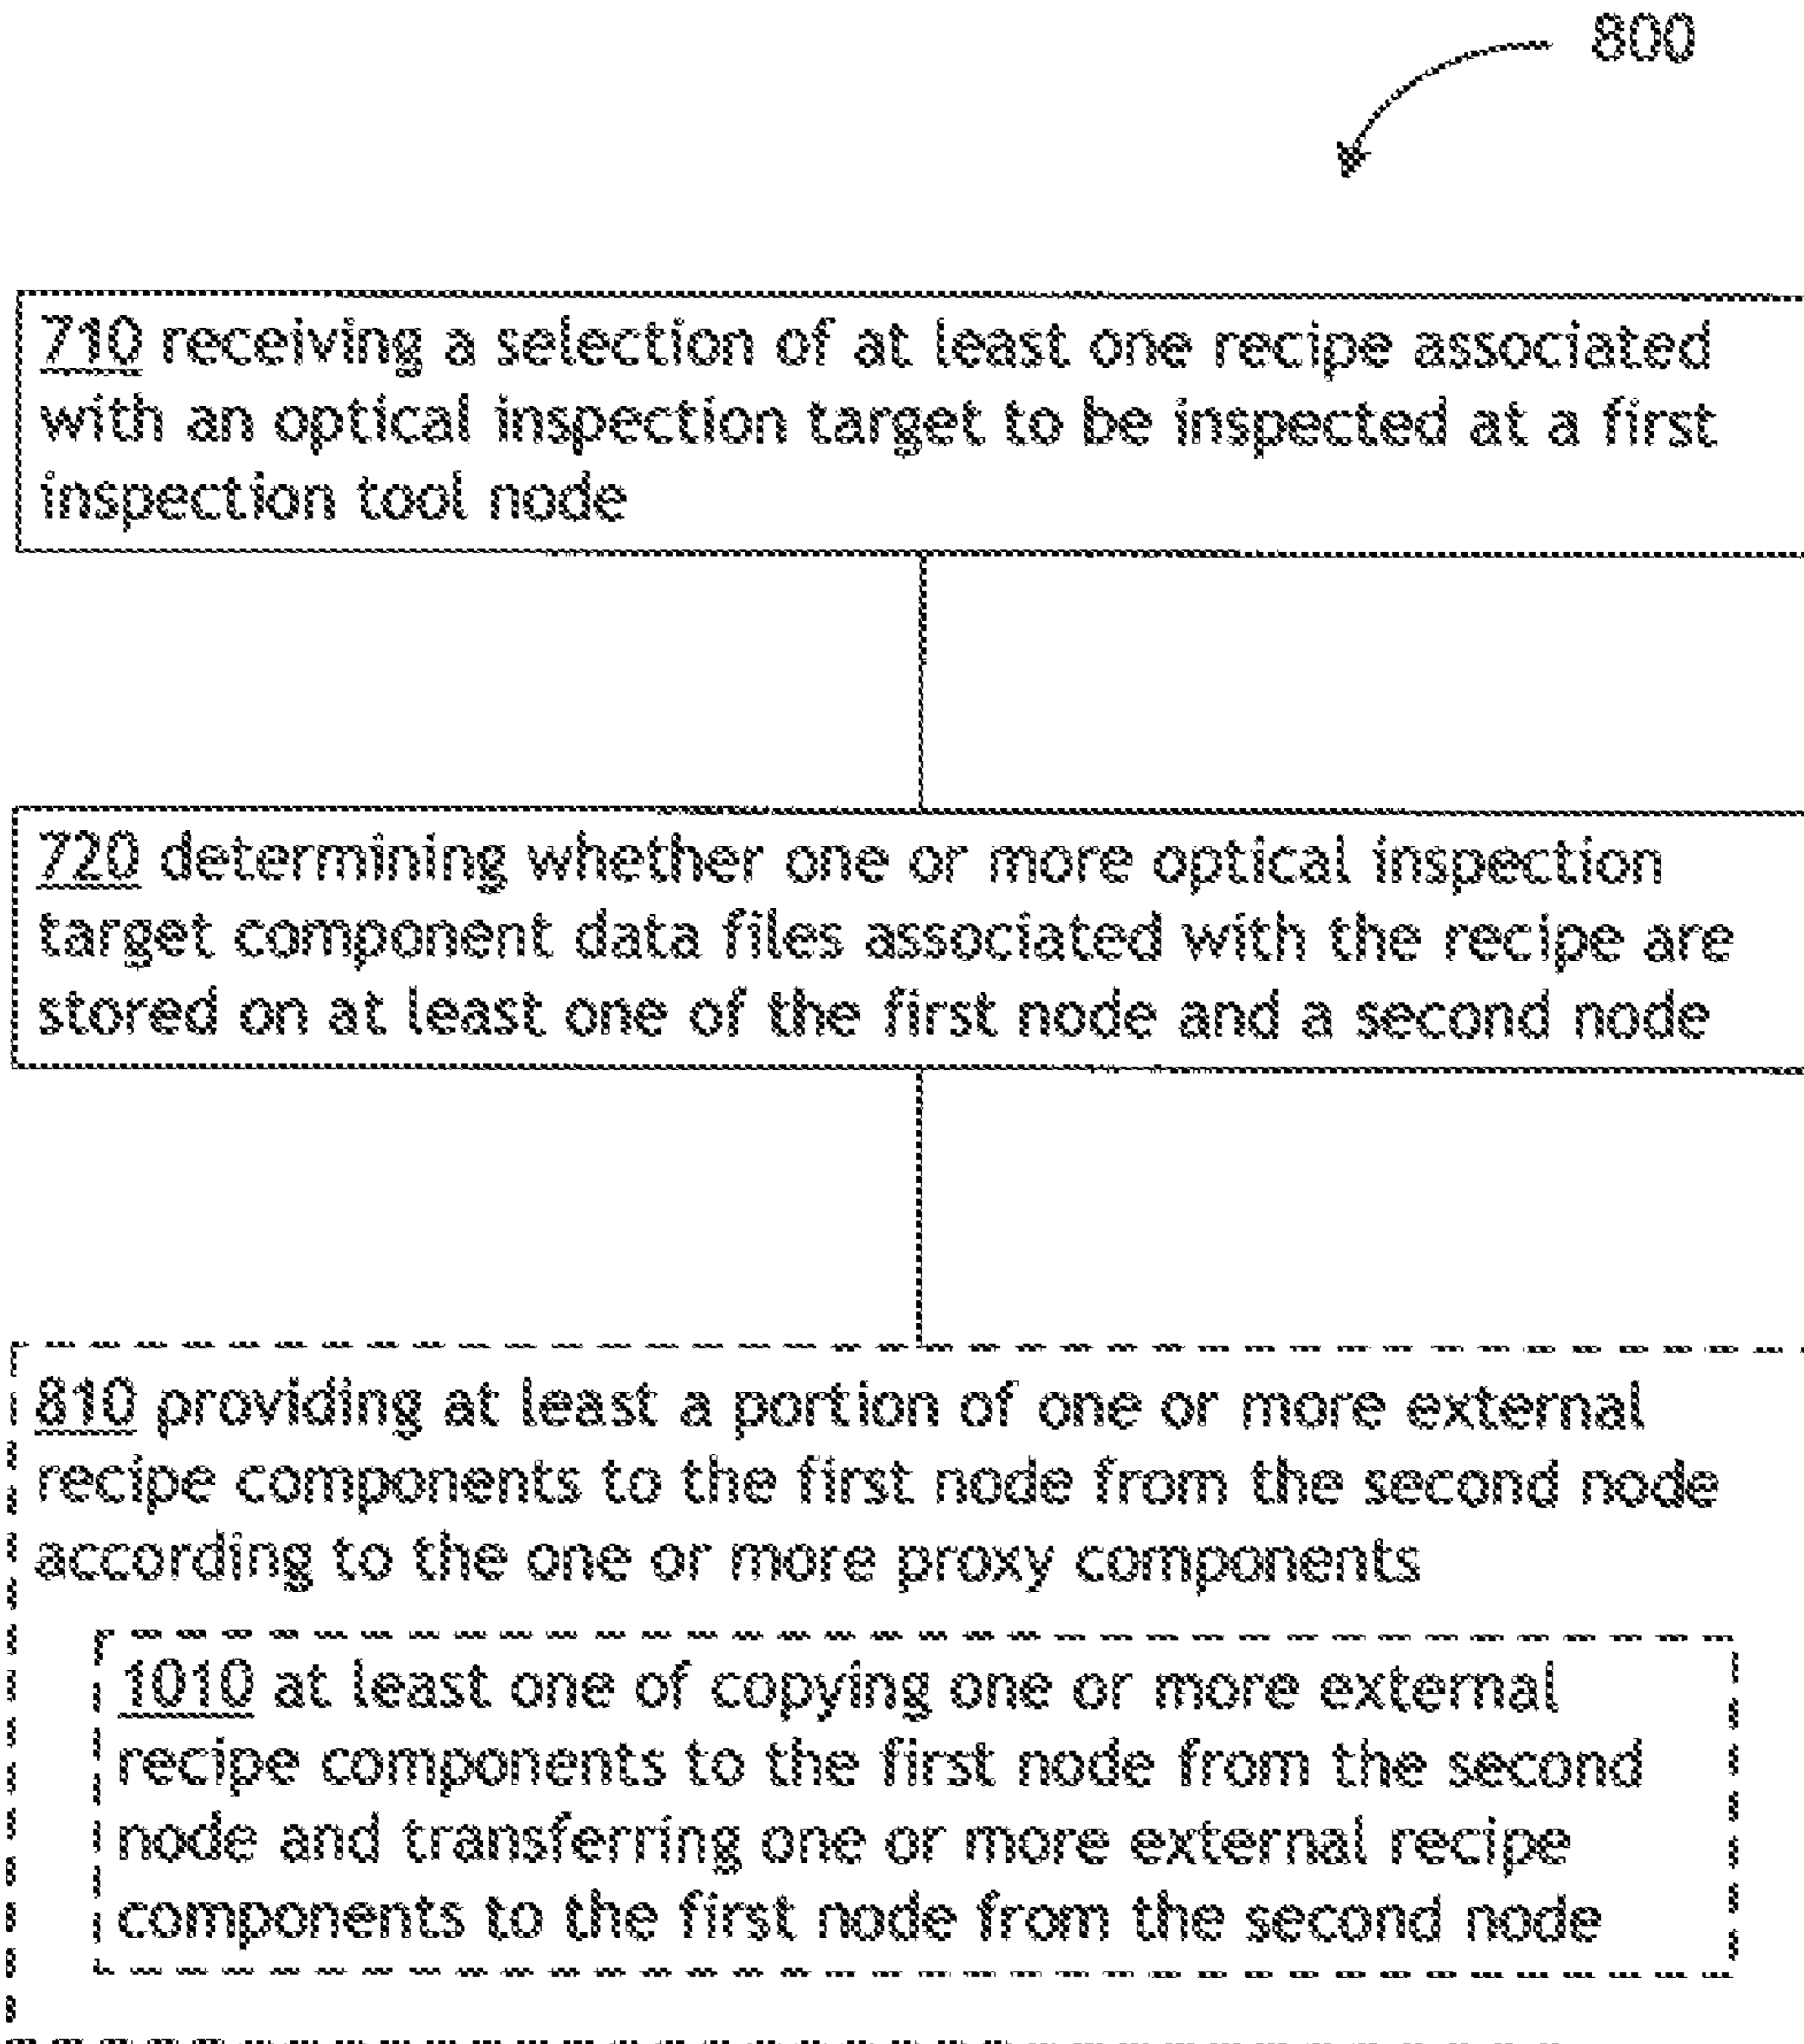 800
710 receiving a selection of at least one recipe associated
with an optical inspection target to be inspected at a first
inspection tool node
720 determining whether one or more optical inspection
target component data files associated with the recipe are
stored on at least one of the first node and a second node
810 providing at least a portion of one or more external
recipe components to the first node from the second node
according to the one or more proxy components
1010 at least one of copying one or more external
recipe components to the first node from the second
node and transferring one or more external recipe
components to the first node from the second node